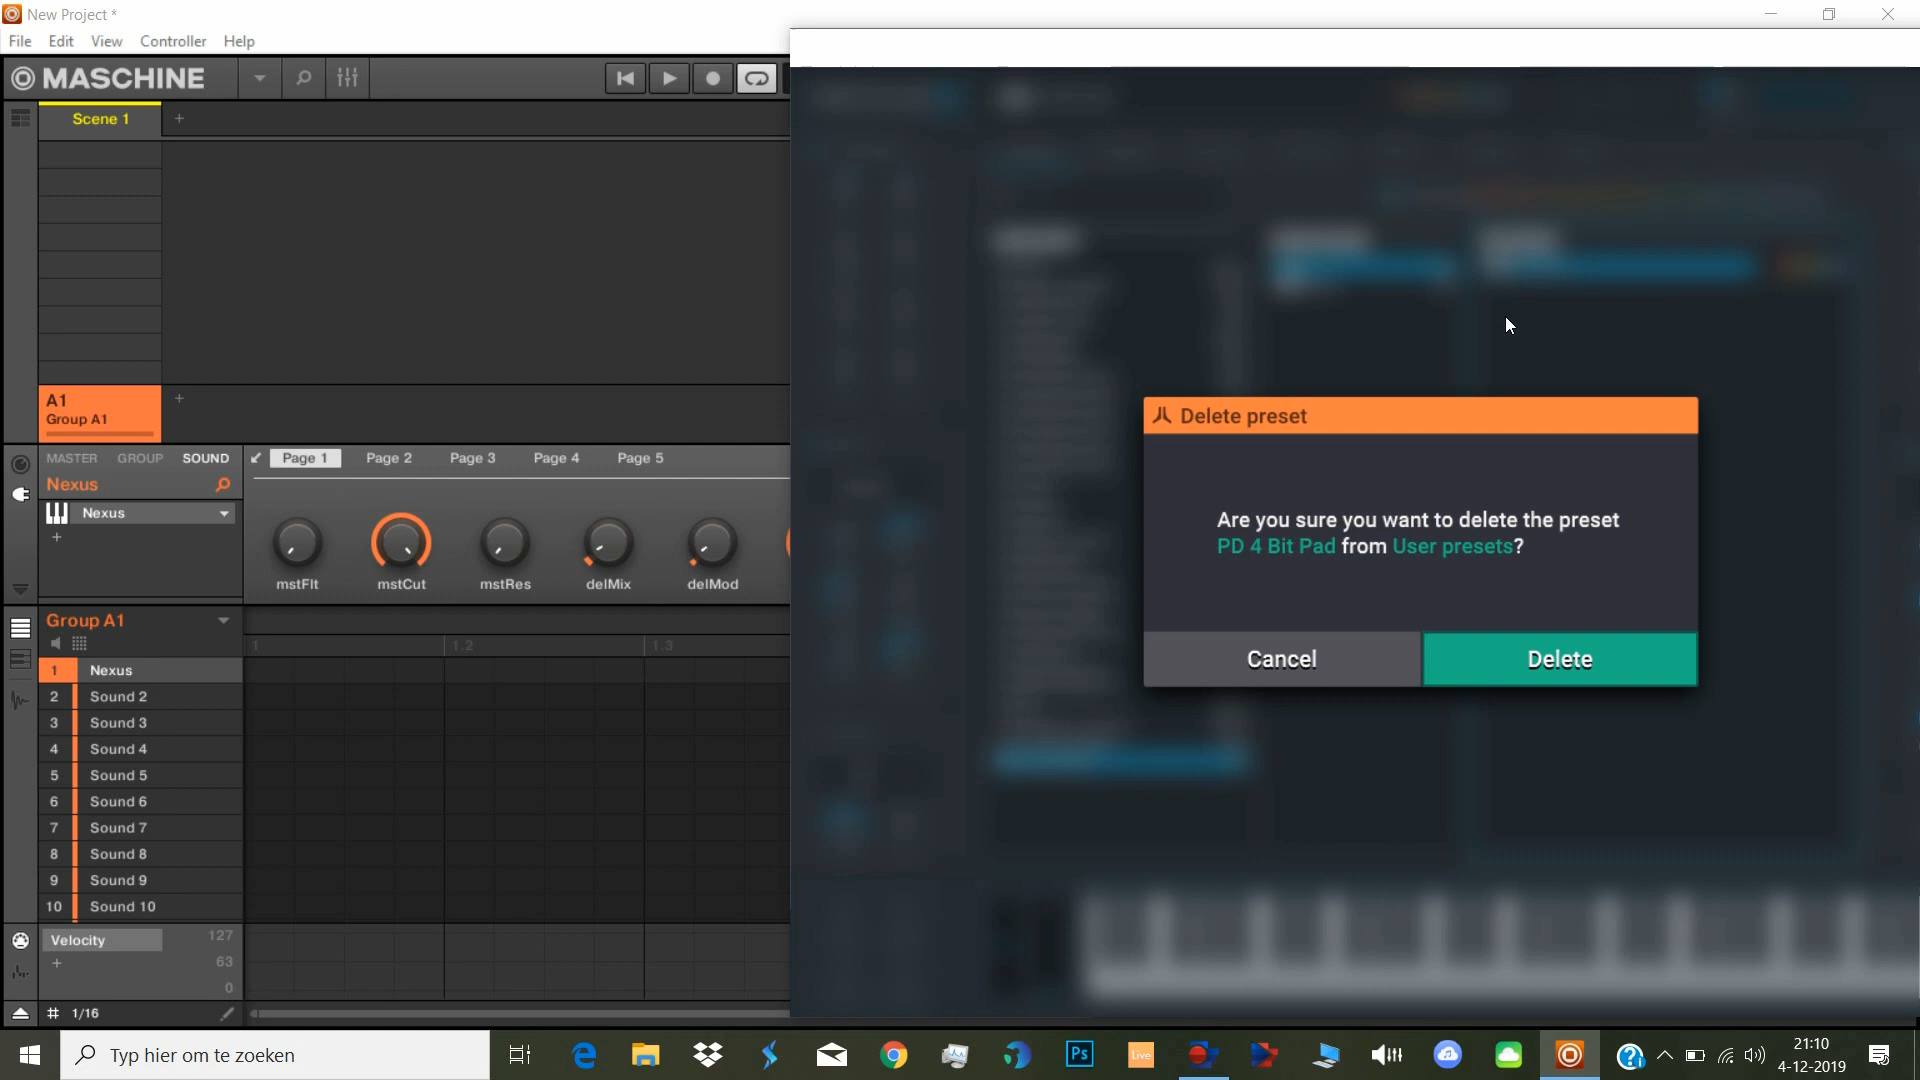 New Project *
File Edit View Controller Help
MASCHINE
Scene 1 +
A1
Group A1
+
MASTER GROUP SOUND
Page 1 Page 2 Page 3 Page 4 Page 5
Nexus
Nexus
+
mstFlt mstCut mstRes delMix delMod
Group A1
1 1.2 1.3
1 Nexus
2 Sound 2
3 Sound 3
4 Sound 4
5 Sound 5
6 Sound 6
7 Sound 7
8 Sound 8
9 Sound 9
10 Sound 10
Velocity 127
+ 63
0
# 1/16
Delete preset
Are you sure you want to delete the preset
PD 4 Bit Pad from User presets?
Cancel Delete
Typ hier om te zoeken
Ps
Live
21:10
4-12-2019